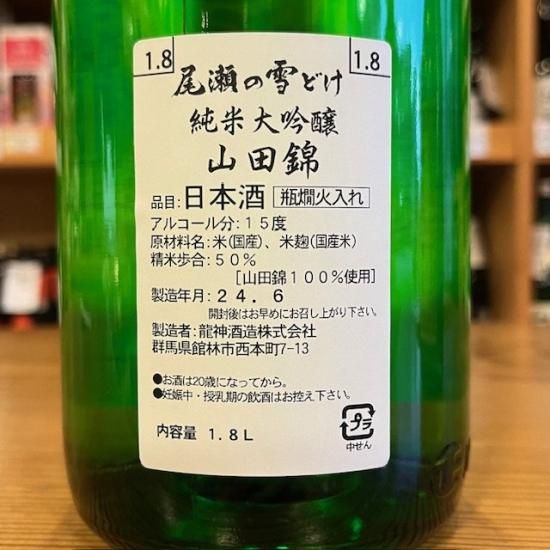 1.8 1.8
尾瀬の雪どけ
純米大吟醸
山田錦
品目:日本酒 瓶燗火入れ
アルコール分:15度
原材料名:米(国産)、米麹(国産米)
精米歩合:50%
[山田錦100%使用]
製造年月:24.6
開封後はお早めにお召し上がり下さい。
製造者:龍神酒造株式会社
群馬県館林市西本町7-13
●お酒は20歳になってから。
●妊娠中・授乳期の飲酒はお控え下さい。
内容量 1.8L
プラ
中せん